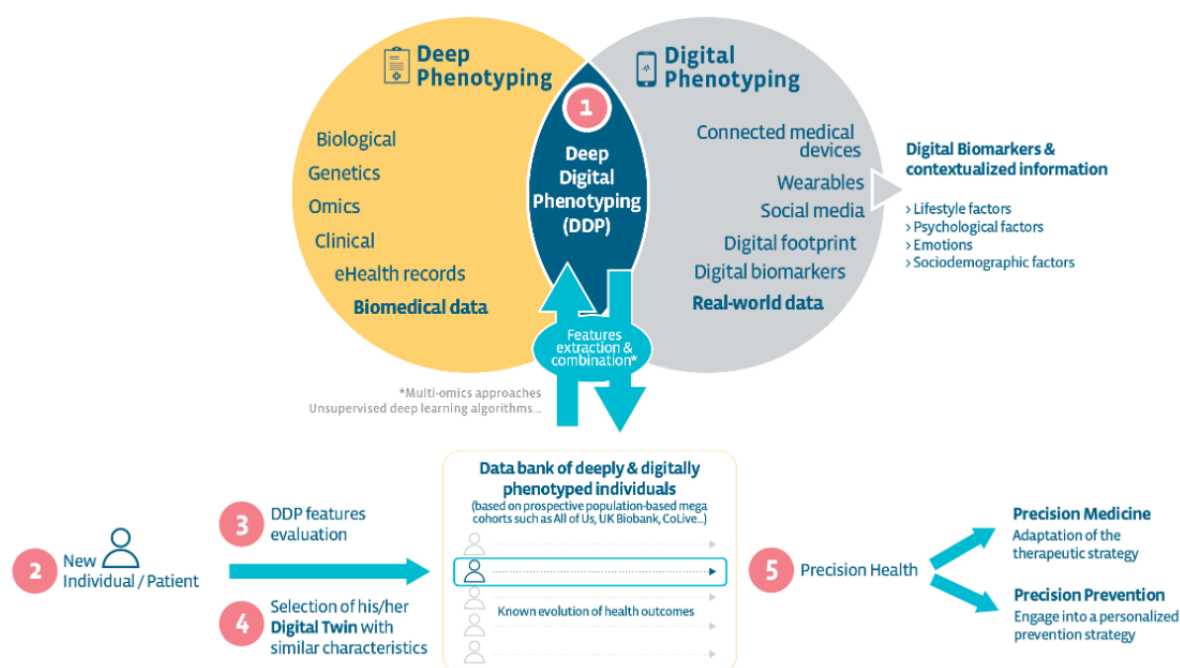 Deep
Phenotyping
Digital
Phenotyping
1
Deep
Digital
Phenotyping
(DDP)
Biological
Genetics
Omics
Clinical
eHealth records
Biomedical data
Connected medical
devices
Wearables
Social media
Digital footprint
Digital biomarkers
Real-world data
Digital Biomarkers &
contextualized information
> Lifestyle factors
> Psychological factors
> Emotions
> Sociodemographic factors
Features
extraction &
combination*
*Multi-omics approaches
Unsupervised deep learning algorithms...
Data bank of deeply & digitally
phenotyped individuals
(based on prospective population-based mega
cohorts such as All of Us, UK Biobank, CoLive...)
Known evolution of health outcomes
2
New
Individual / Patient
3
DDP features
evaluation
4
Selection of his/her
Digital Twin with
similar characteristics
5
Precision Health
Precision Medicine
Adaptation of the
therapeutic strategy
Precision Prevention
Engage into a personalized
prevention strategy